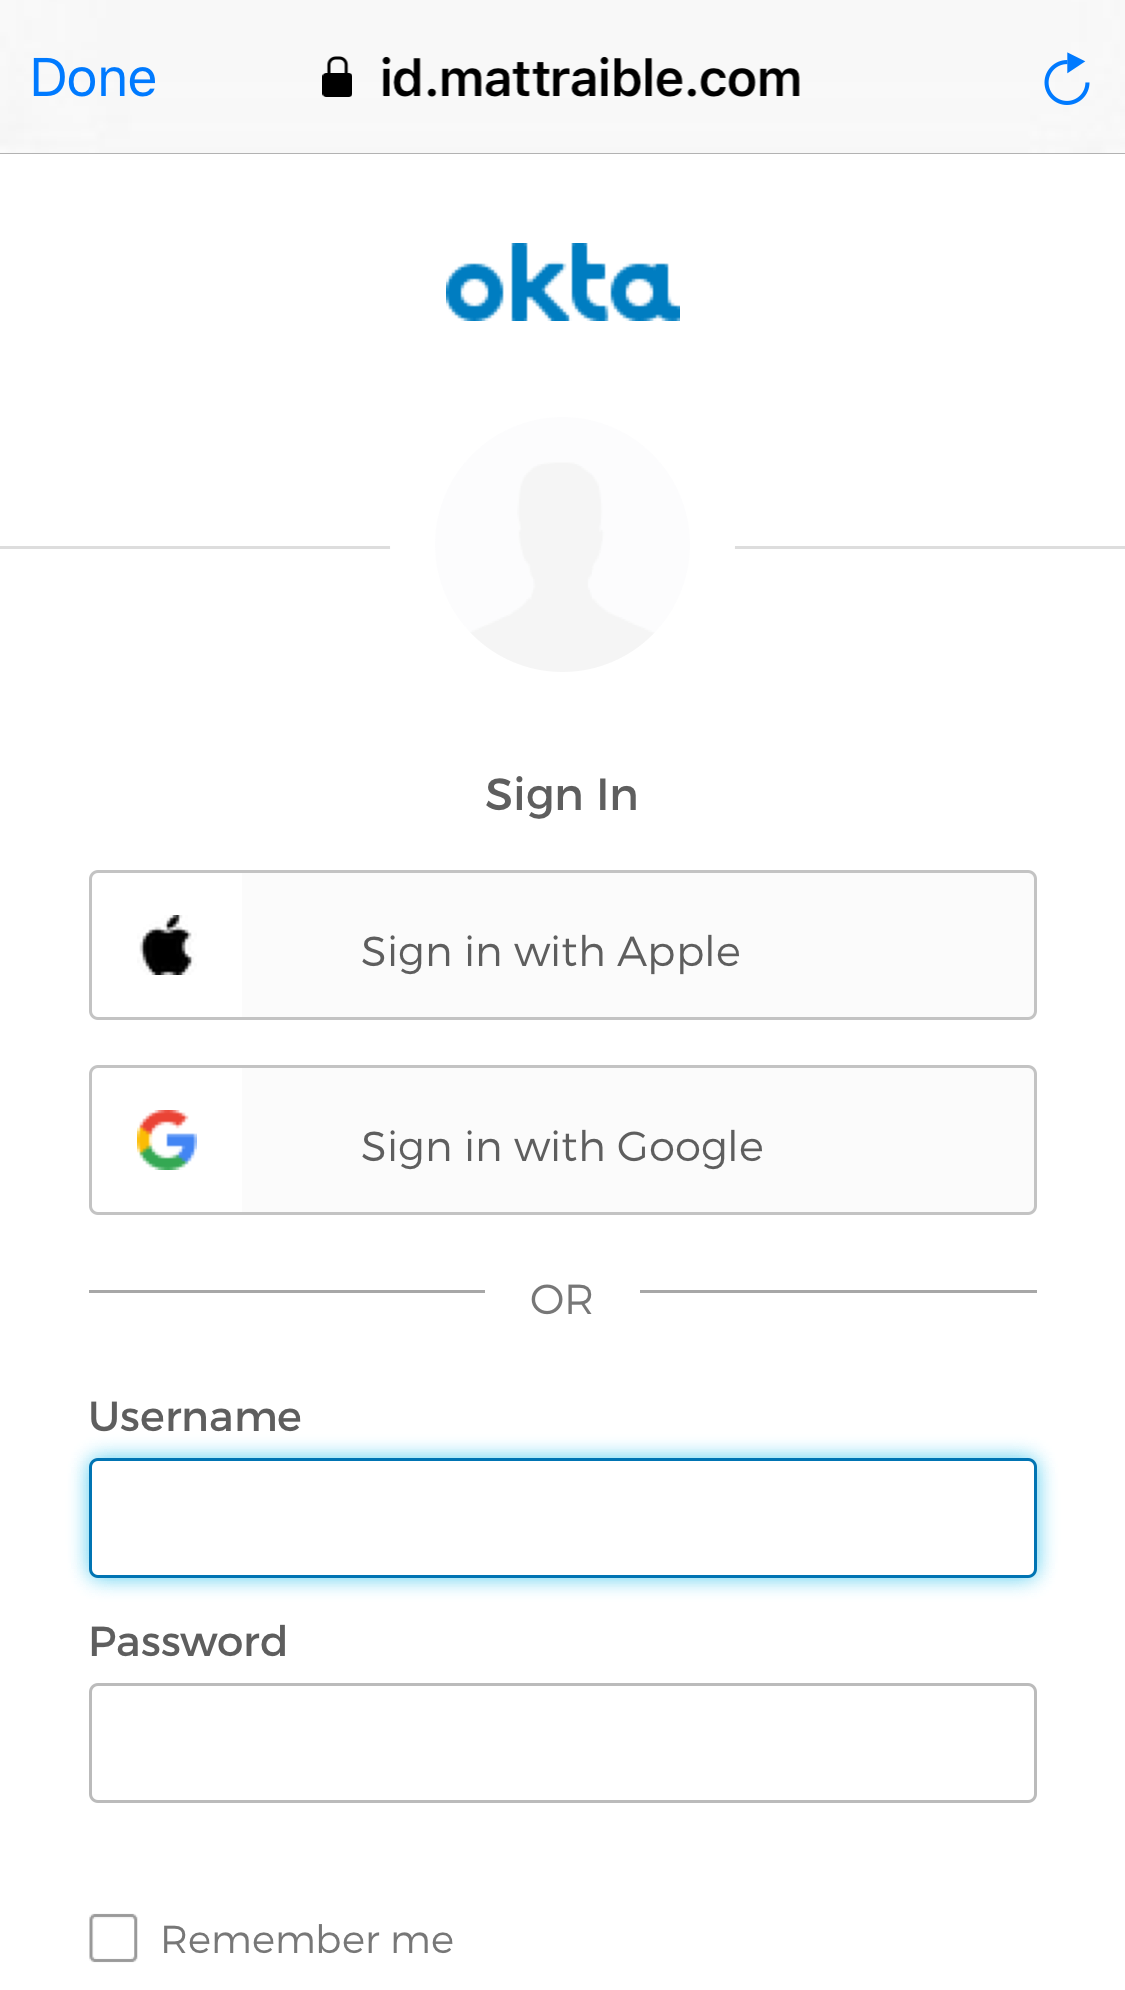 Done
id.mattraible.com
okta
Sign In
Sign in with Apple
Sign in with Google
OR
Username
Password
Remember me